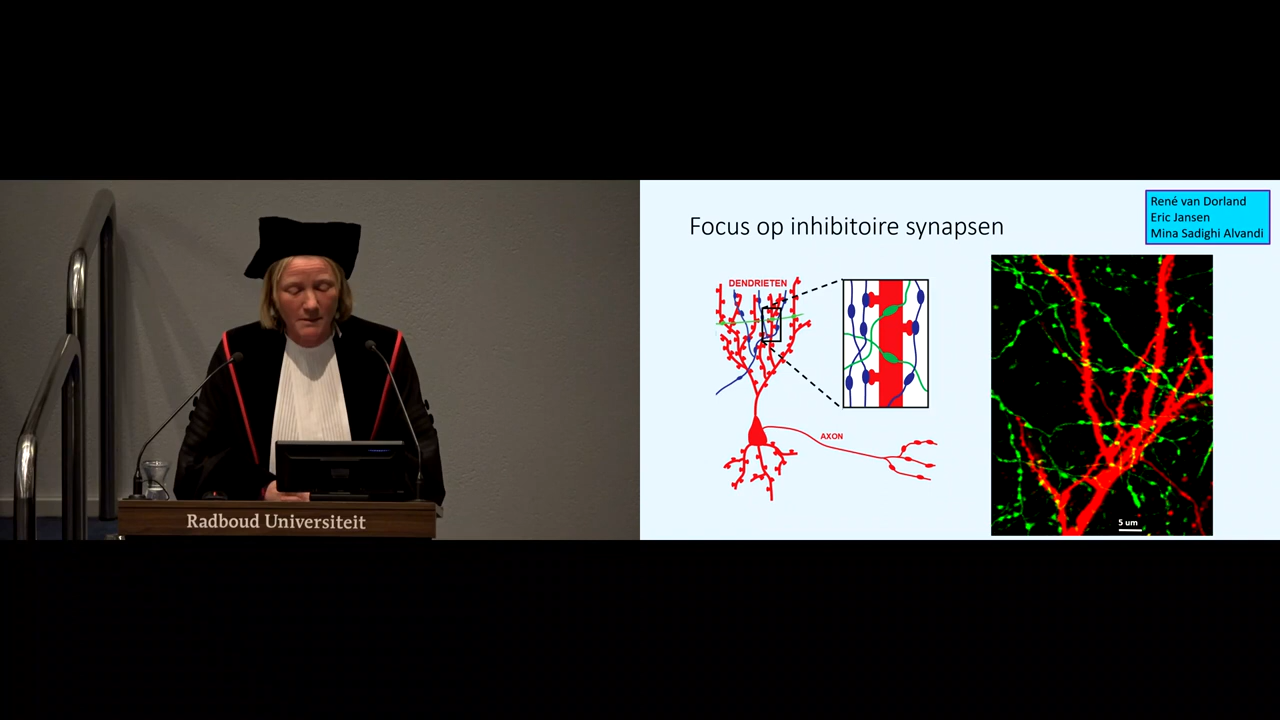 Radboud Universiteit
Focus op inhibitoire synapsen
René van Dorland
Eric Jansen
Mina Sadighi Alvandi
DENDRIETEN
AXON
5 um